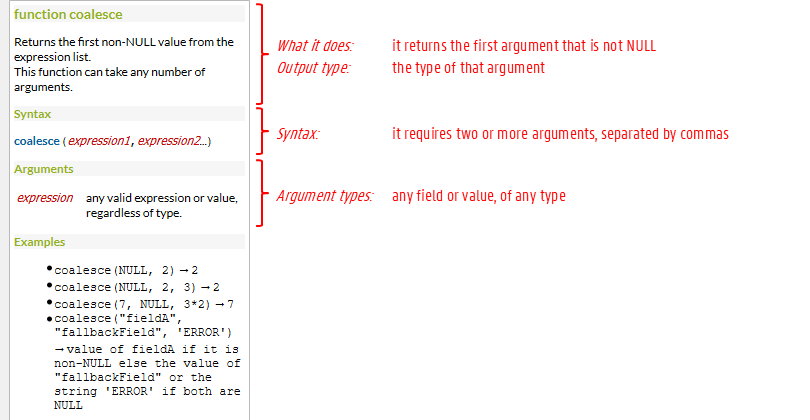 function coalesce
Returns the first non-NULL value from the
expression list.
This function can take any number of
arguments.
What it does: it returns the first argument that is not NULL
Output type: the type of that argument
Syntax
coalesce (expression1, expression2…)
Syntax: it requires two or more arguments, separated by commas
Arguments
expression any valid expression or value,
regardless of type.
Argument types: any field or value, of any type
Examples
• coalesce(NULL, 2) → 2
• coalesce(NULL, 2, 3) → 2
• coalesce(7, NULL, 3*2) → 7
• coalesce("fieldA",
"fallbackField", 'ERROR')
→ value of fieldA if it is
non-NULL else the value of
"fallbackField" or the
string 'ERROR' if both are
NULL